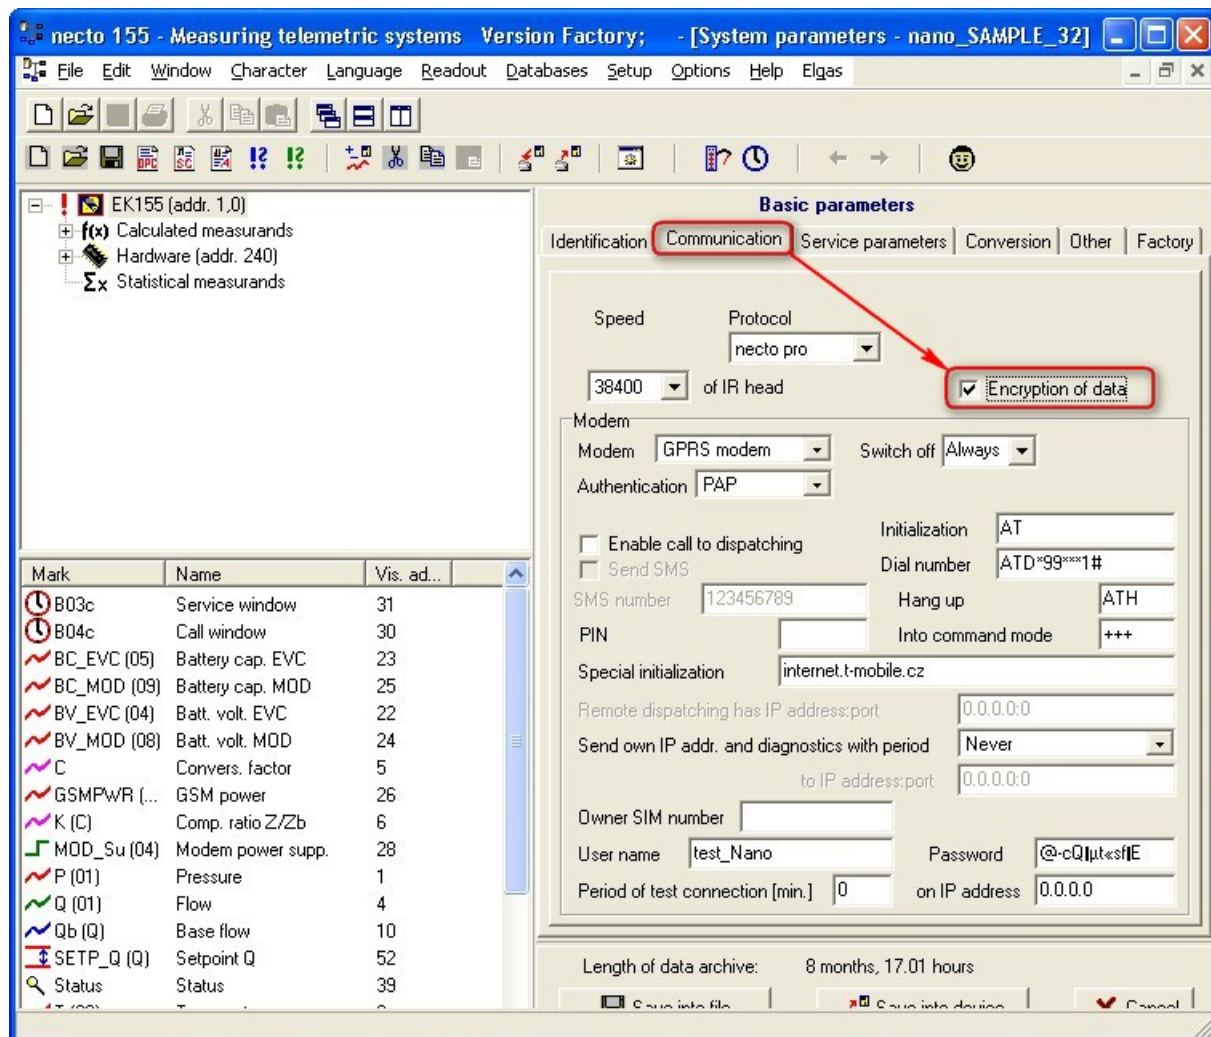 necto 155 - Measuring telemetric systems Version Factory; - [System parameters - nano_SAMPLE_32]
File Edit Window Character Language Readout Databases Setup Options Help Elgas
EK155 (addr. 1,0)
f(x) Calculated measurands
Hardware (addr. 240)
Σx Statistical measurands
Mark Name Vis. ad...
B03c Service window 31
B04c Call window 30
BC_EVC (05) Battery cap. EVC 23
BC_MOD (09) Battery cap. MOD 25
BV_EVC (04) Batt. volt. EVC 22
BV_MOD (08) Batt. volt. MOD 24
C Convers. factor 5
GSMPWR (... GSM power 26
K (C) Comp. ratio Z/Zb 6
MOD_Su (04) Modem power supp. 28
P (01) Pressure 1
Q (01) Flow 4
Qb (Q) Base flow 10
SETP_Q (Q) Setpoint Q 52
Status Status 39
Basic parameters
Identification Communication Service parameters Conversion Other Factory
Speed Protocol
necto pro
38400 of IR head Encryption of data
Modem
Modem GPRS modem Switch off Always
Authentication PAP
Initialization AT
Enable call to dispatching
Send SMS Dial number ATD*99***1#
SMS number 123456789 Hang up ATH
PIN Into command mode +++
Special initialization internet.t-mobile.cz
Remote dispatching has IP address:port 0.0.0.0:0
Send own IP addr. and diagnostics with period Never
to IP address:port 0.0.0.0:0
Owner SIM number
User name test_Nano Password
Period of test connection [min.] 0 on IP address 0.0.0.0
Length of data archive: 8 months, 17.01 hours
Save into file Save into device Cancel